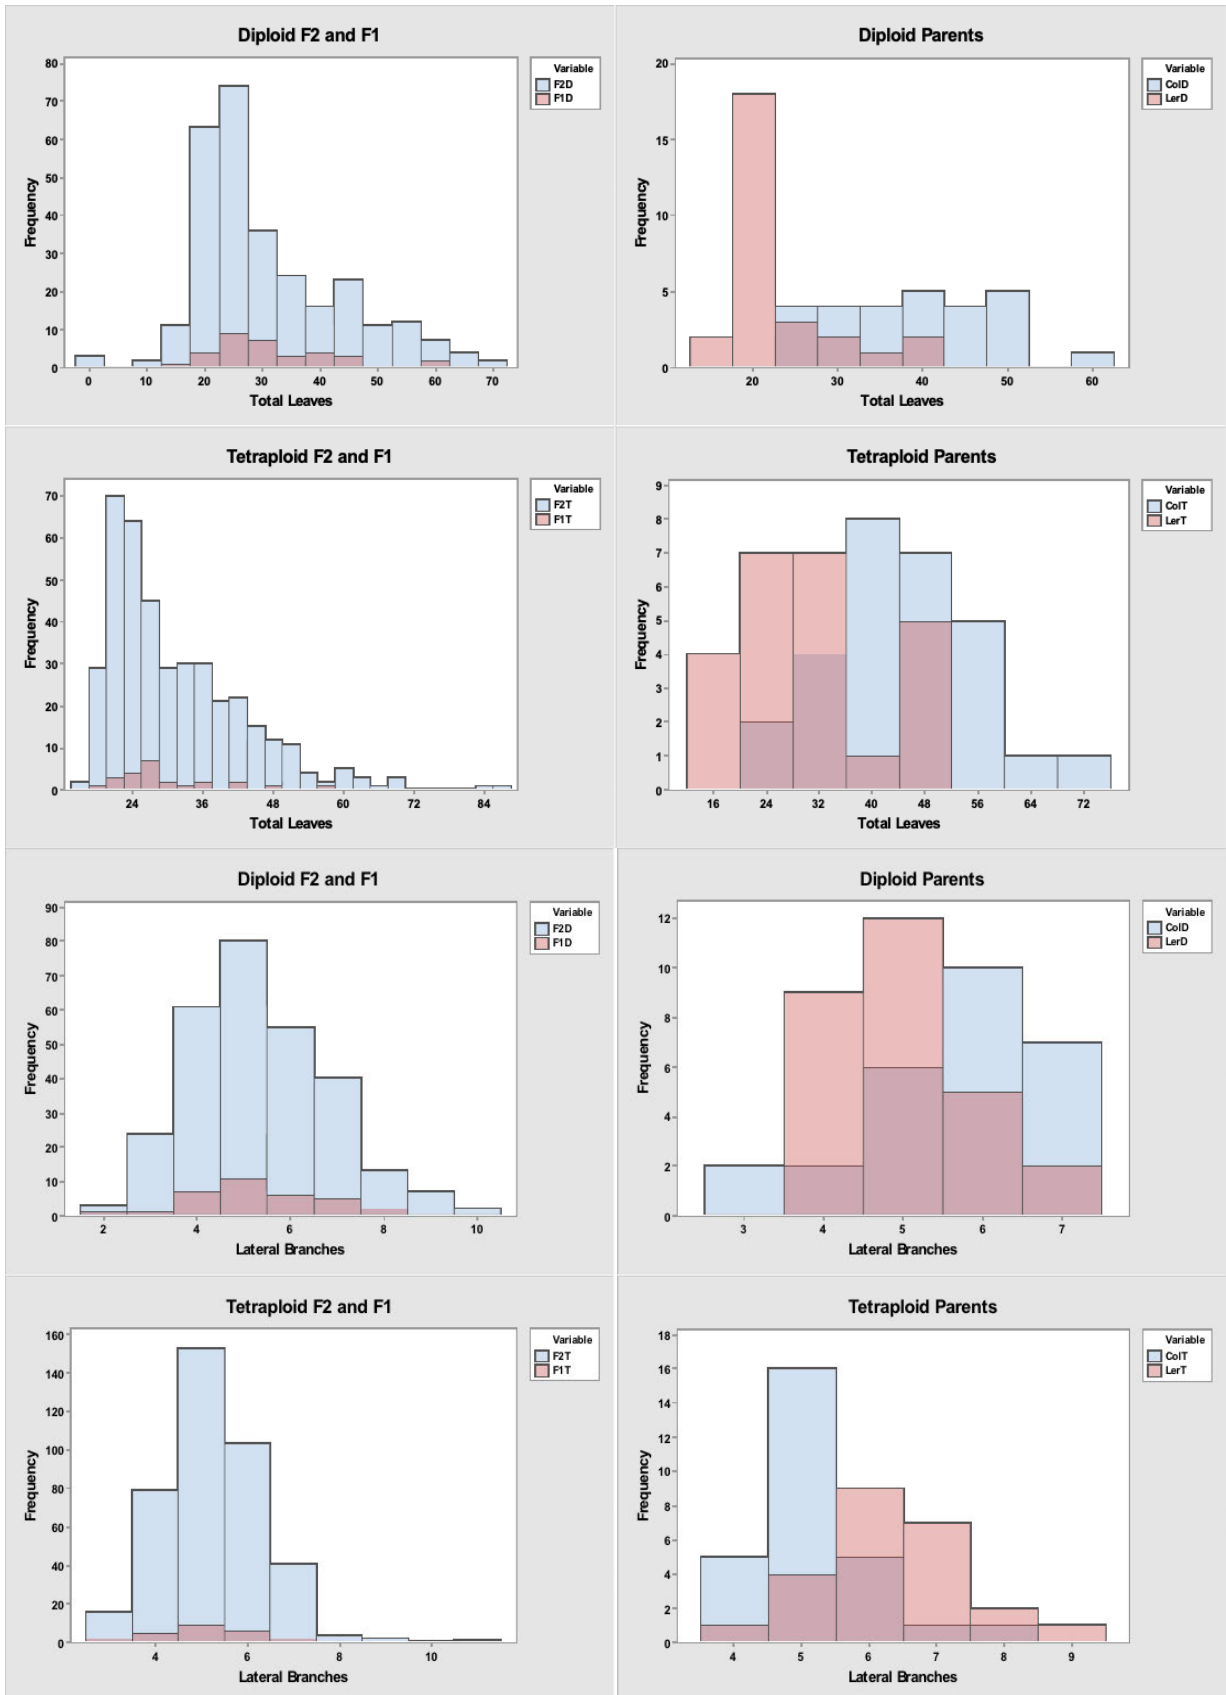 Diploid F2 and F1
Variable
F2D
F1D
Frequency
80
70
60
50
40
30
20
10
0
0 10 20 30 40 50 60 70
Total Leaves
Diploid Parents
Variable
ColD
LerD
Frequency
20
15
10
5
0
20 30 40 50 60
Total Leaves
Tetraploid F2 and F1
Variable
F2T
F1T
Frequency
70
60
50
40
30
20
10
0
24 36 48 60 72 84
Total Leaves
Tetraploid Parents
Variable
ColT
LerT
Frequency
9
8
7
6
5
4
3
2
1
0
16 24 32 40 48 56 64 72
Total Leaves
Diploid F2 and F1
Variable
F2D
F1D
Frequency
90
80
70
60
50
40
30
20
10
0
2 4 6 8 10
Lateral Branches
Diploid Parents
Variable
ColD
LerD
Frequency
12
10
8
6
4
2
0
3 4 5 6 7
Lateral Branches
Tetraploid F2 and F1
Variable
F2T
F1T
Frequency
160
140
120
100
80
60
40
20
0
4 6 8 10
Lateral Branches
Tetraploid Parents
Variable
ColT
LerT
Frequency
18
16
14
12
10
8
6
4
2
0
4 5 6 7 8 9
Lateral Branches